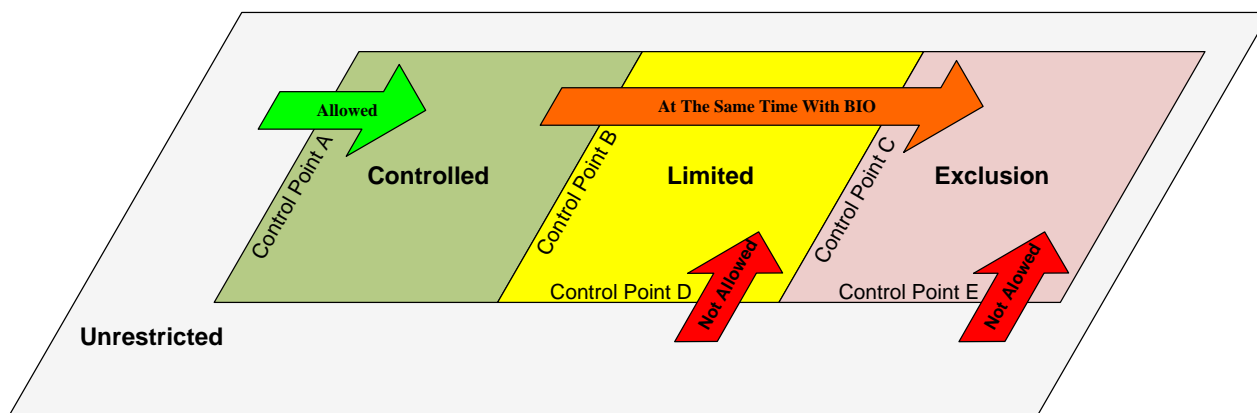 Allowed
At The Same Time With BIO
Control Point A
Control Point B
Control Point C
Controlled
Limited
Exclusion
Not Allowed
Not Alowed
Control Point D
Control Point E
Unrestricted